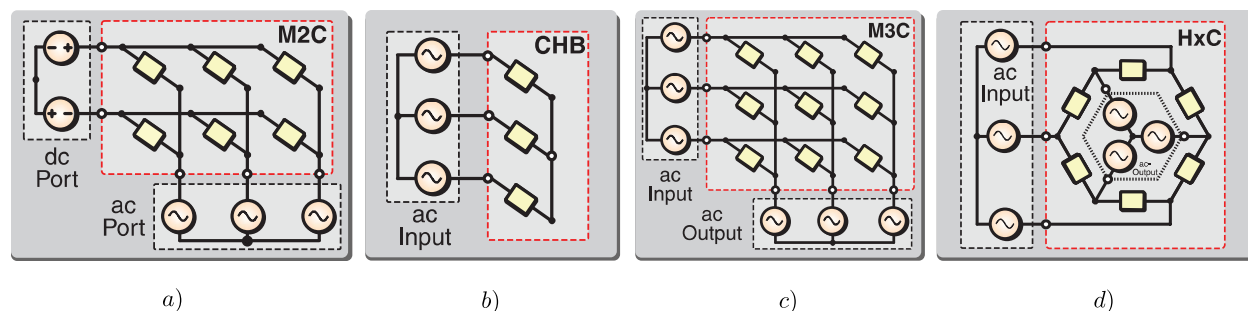 M2C
dc
Port
ac
Port
CHB
ac
Input
M3C
ac
Input
ac
Output
HxC
ac
Input
ac-
Output
a)
b)
c)
d)